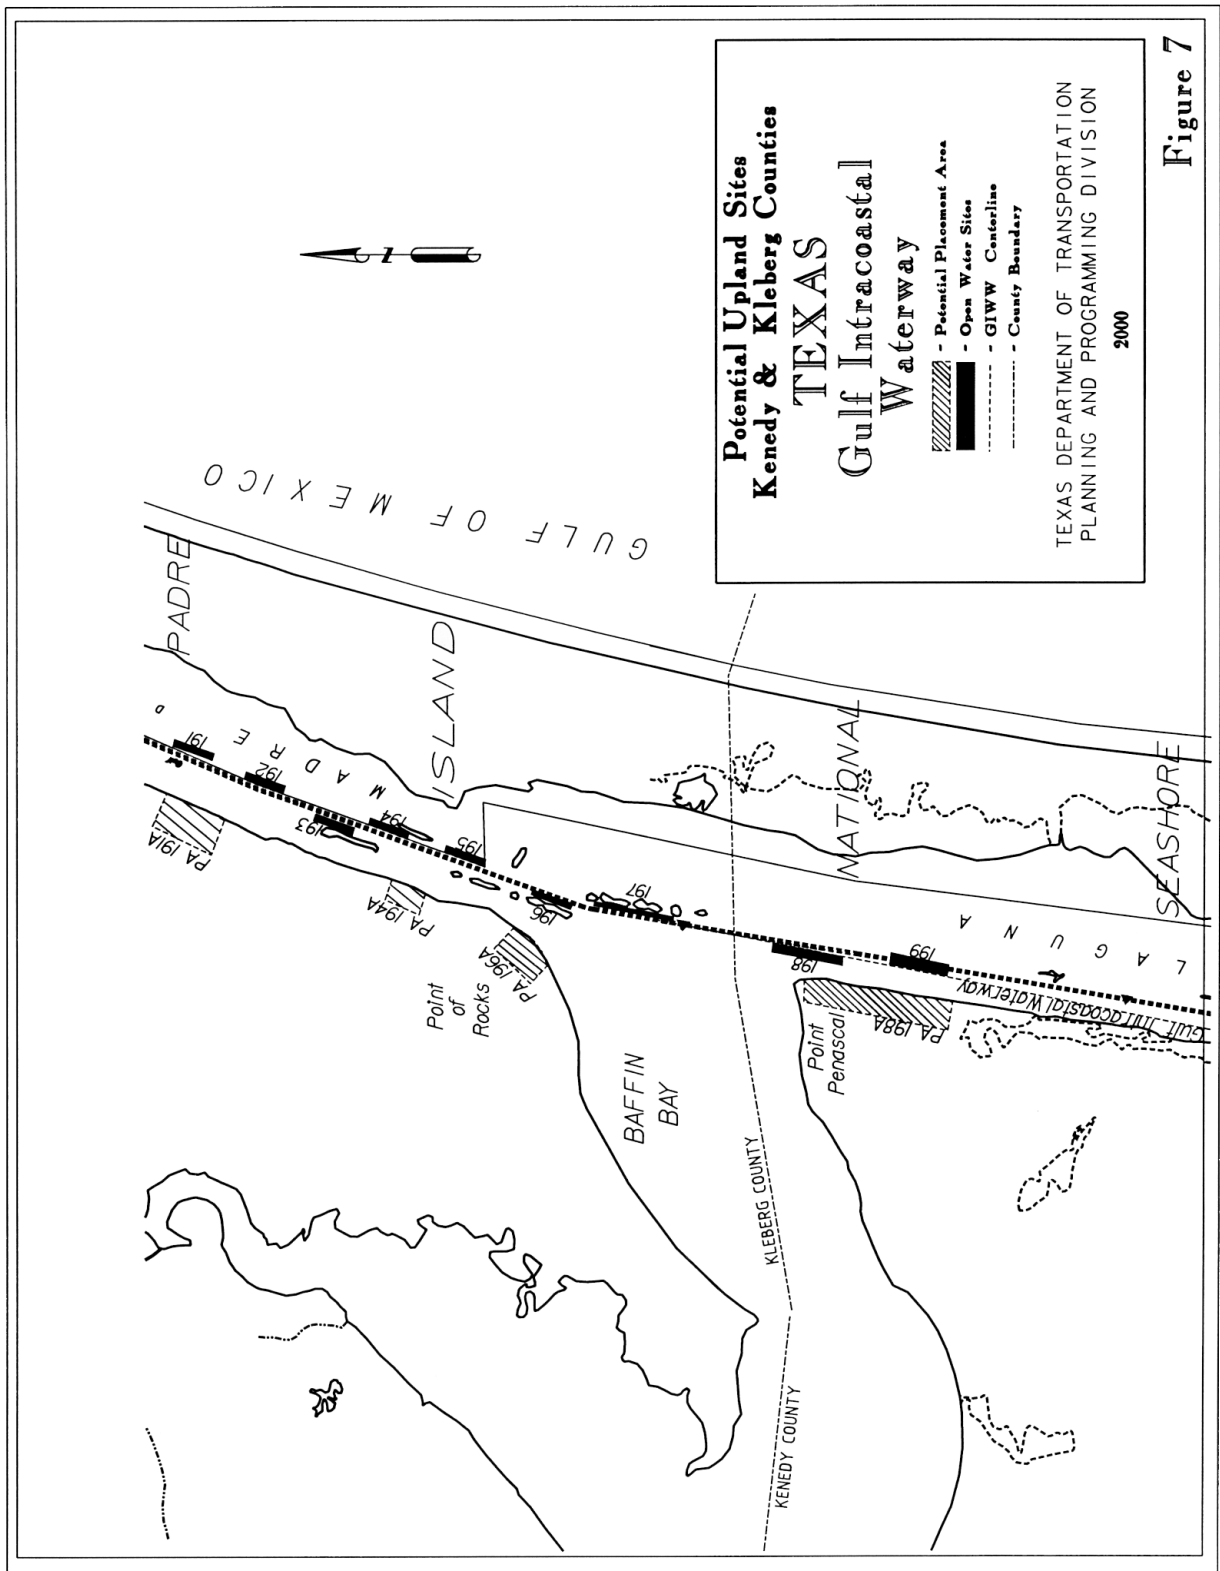 Figure 7
Potential Upland Sites
Kenedy & Kleberg Counties
TEXAS
Gulf Intracoastal
Waterway
- Potential Placement Area
- Open Water Sites
- GIWW Centerline
- County Boundary
TEXAS DEPARTMENT OF TRANSPORTATION
PLANNING AND PROGRAMMING DIVISION
2000
N
GULF OF MEXICO
PADRE
ISLAND
NATIONAL
SEASHORE
LAGUNA
MADRE
191
192
193
194
195
196
197
198
199
PA 191A
PA 194A
PA 196A
PA 198A
Point
of
Rocks
Point
Penascal
Gulf Intracoastal Waterway
BAFFIN
BAY
KLEBERG COUNTY
KENEDY COUNTY